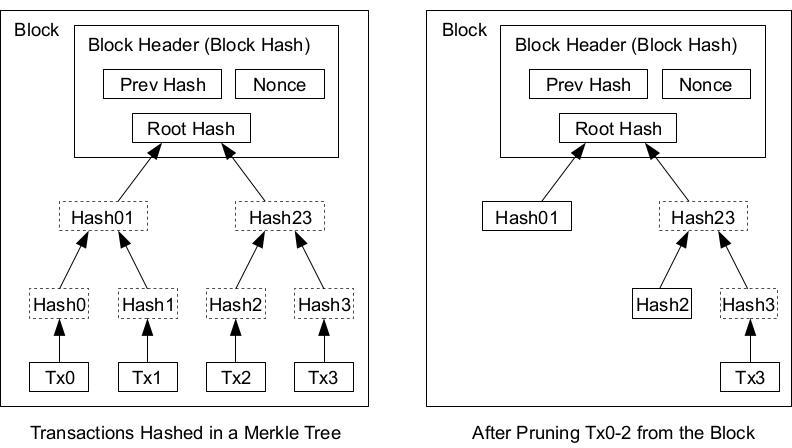 Block
Block Header (Block Hash)
Prev Hash
Nonce
Root Hash
Hash01
Hash23
Hash0
Hash1
Hash2
Hash3
Tx0
Tx1
Tx2
Tx3
Transactions Hashed in a Merkle Tree
Block
Block Header (Block Hash)
Prev Hash
Nonce
Root Hash
Hash01
Hash23
Hash2
Hash3
Tx3
After Pruning Tx0-2 from the Block